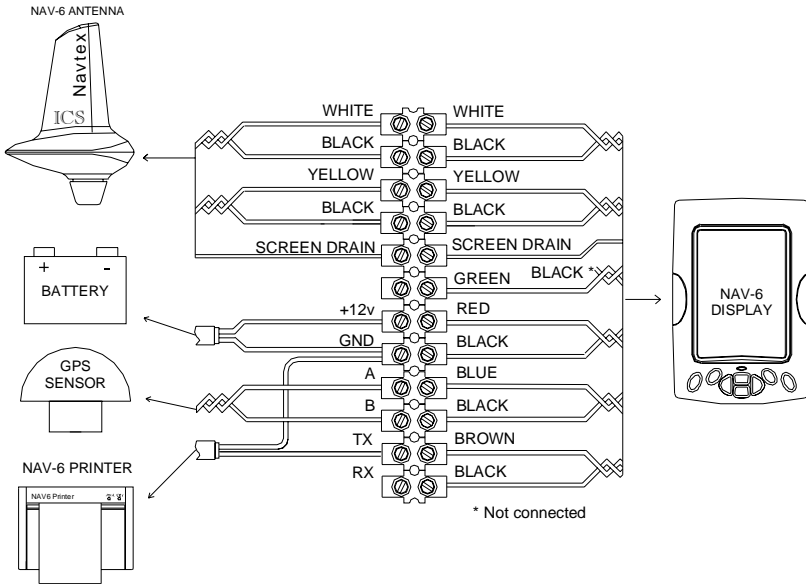 NAV-6 ANTENNA
Navtex
ICS
WHITE WHITE
BLACK BLACK
YELLOW YELLOW
BLACK BLACK
SCREEN DRAIN SCREEN DRAIN
BLACK *
GREEN
+12v RED
GND BLACK
A BLUE
B BLACK
TX BROWN
RX BLACK
* Not connected
+ -
BATTERY
GPS
SENSOR
NAV-6 PRINTER
NAV6 Printer
NAV-6
DISPLAY